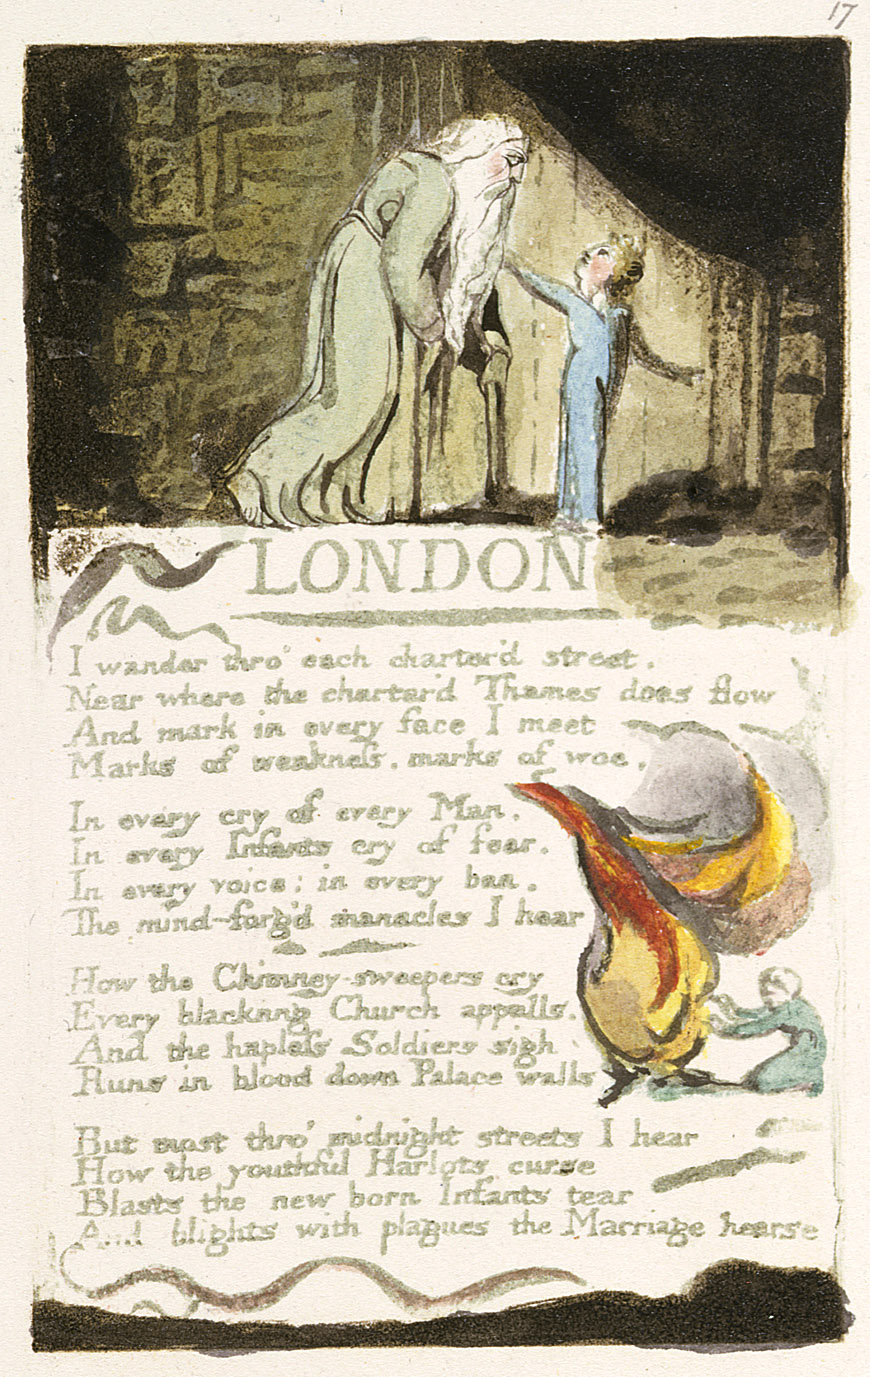 17
LONDON
I wander thro' each charter'd street.
Near where the charter'd Thames does flow
And mark in every face I meet
Marks of weakneſs, marks of woe.
In every cry of every Man.
In every Infants cry of fear.
In every voice; in every ban.
The mind-forg'd manacles I hear
How the Chimney-sweepers cry
Every blackning Church appalls.
And the hapleſs Soldiers sigh
Runs in blood down Palace walls
But most thro' midnight streets I hear
How the youthful Harlots curse
Blasts the new born Infants tear
And blights with plagues the Marriage hearse